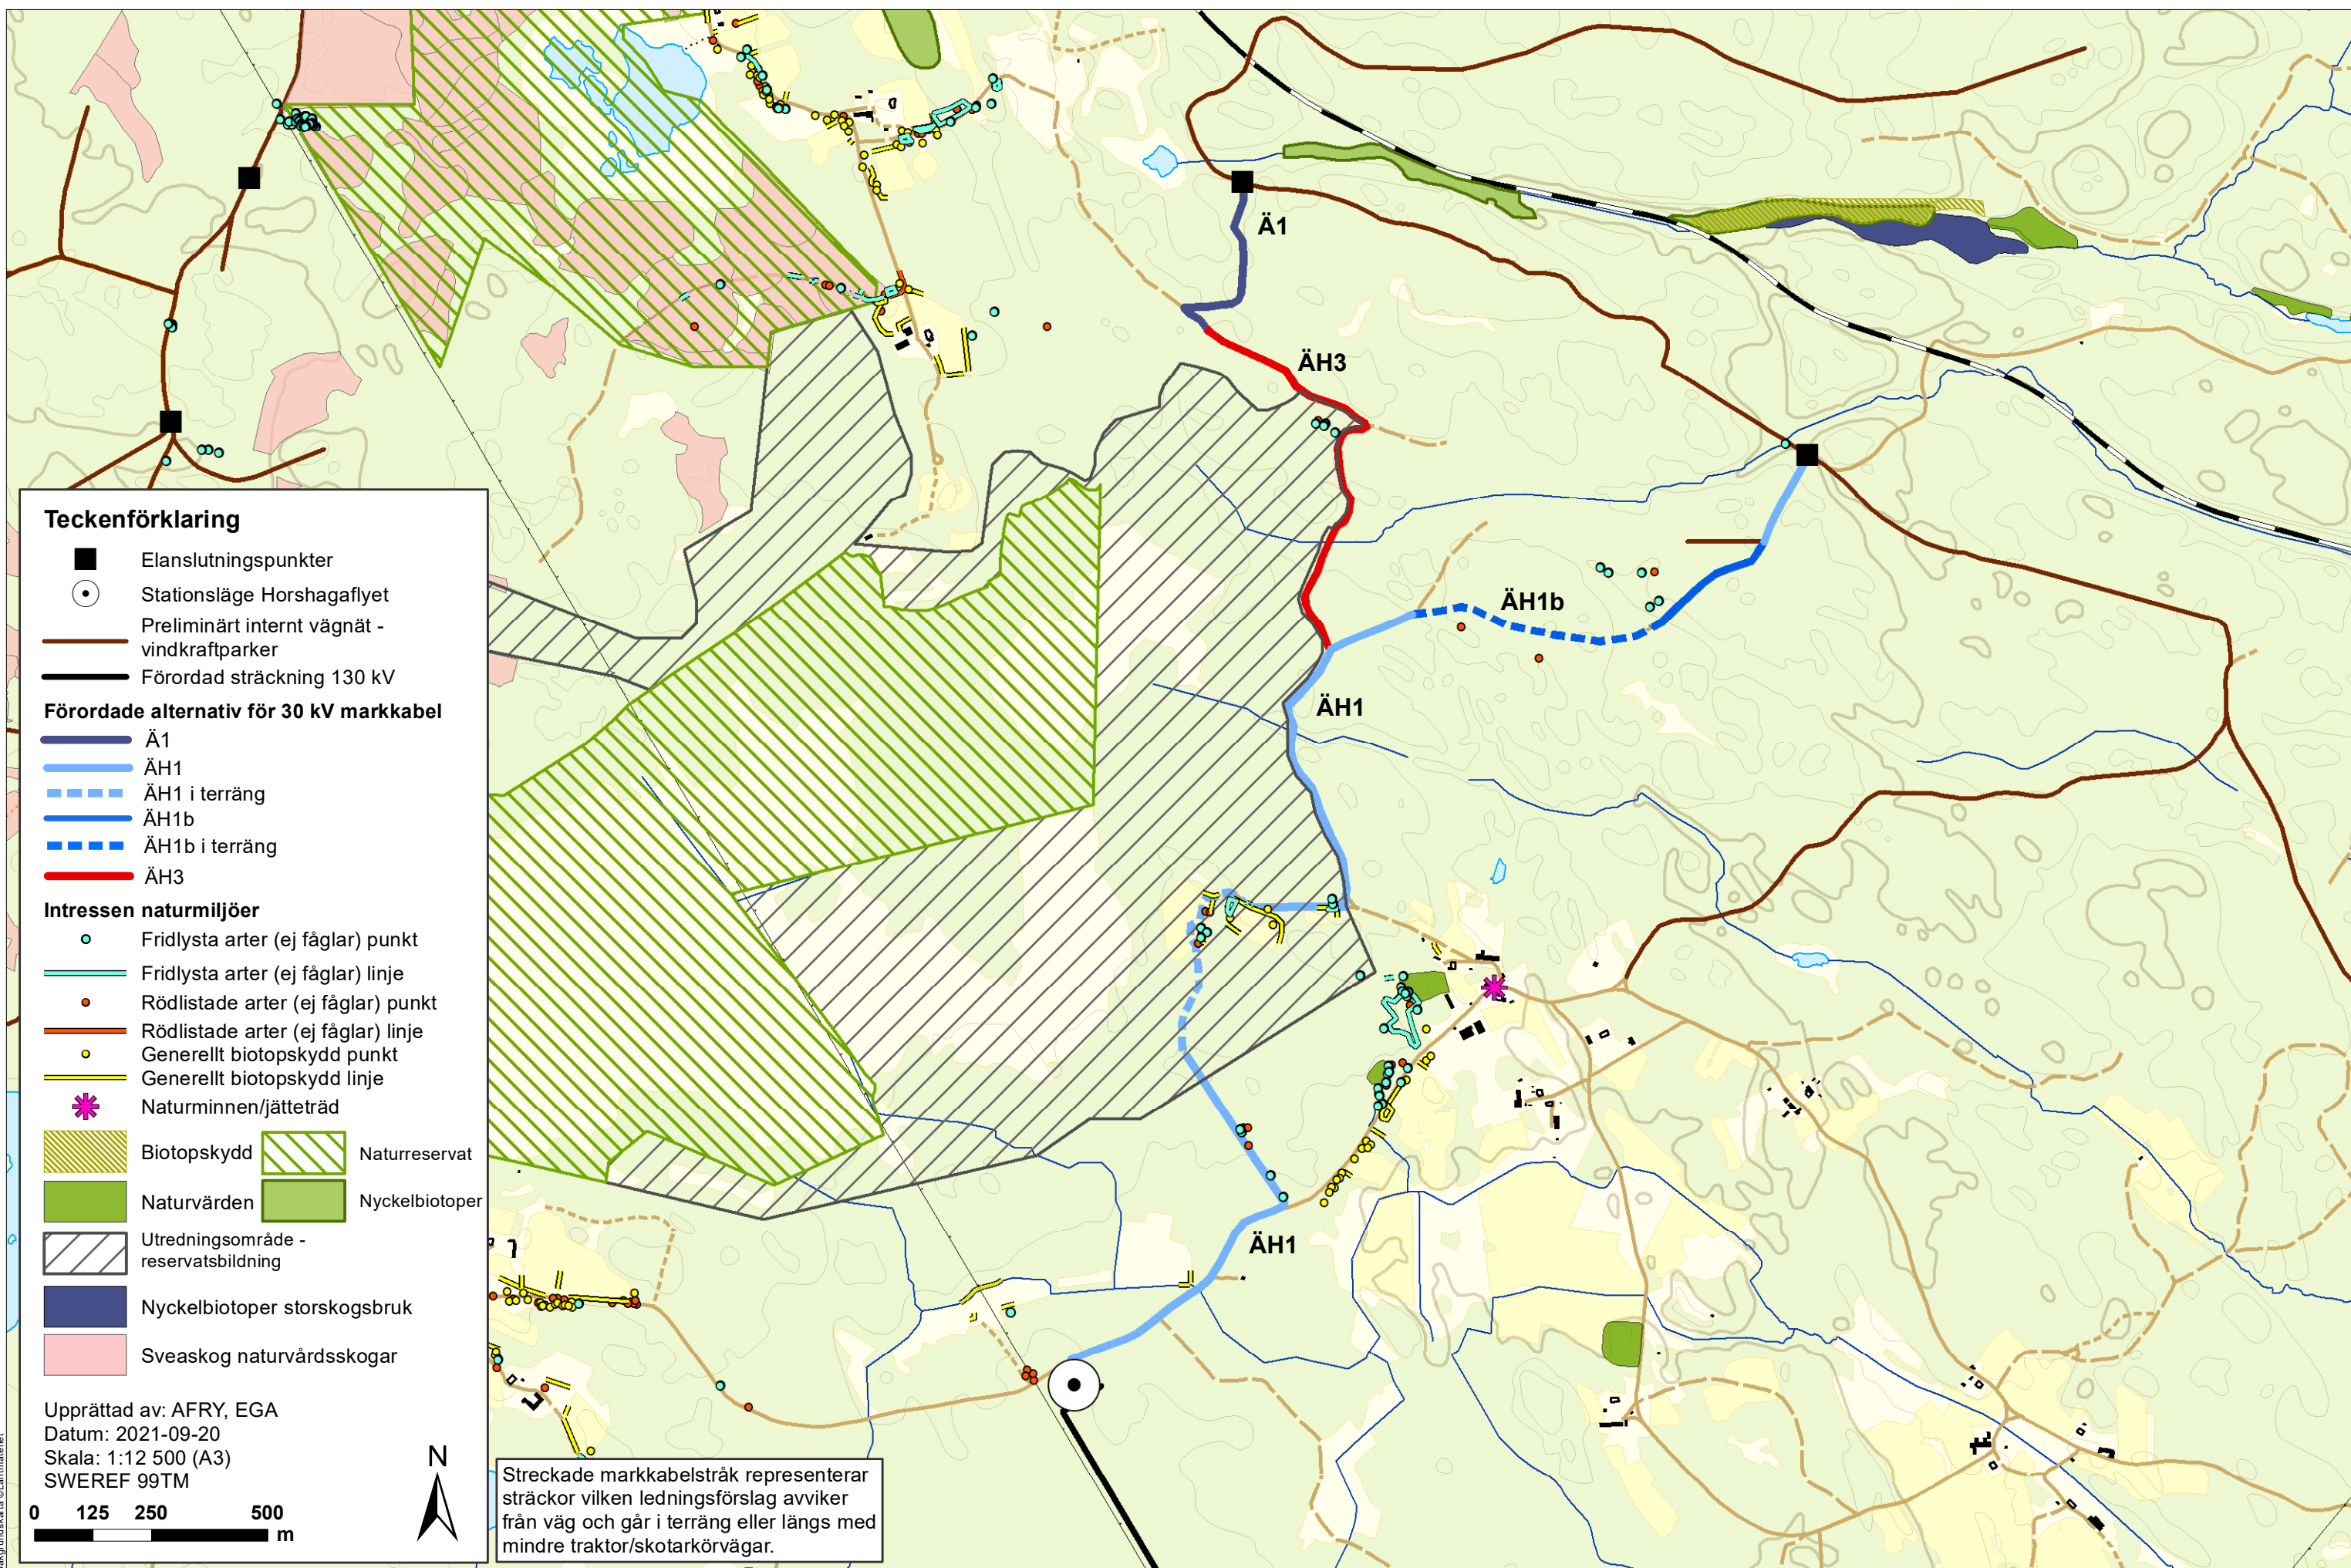 Ä1
ÄH3
ÄH1b
ÄH1
ÄH1
Teckenförklaring
Elanslutningspunkter
Stationsläge Horshagaflyet
Preliminärt internt vägnät -
vindkraftparker
Förordad sträckning 130 kV
Förordade alternativ för 30 kV markkabel
Ä1
ÄH1
ÄH1 i terräng
ÄH1b
ÄH1b i terräng
ÄH3
Intressen naturmiljöer
Fridlysta arter (ej fåglar) punkt
Fridlysta arter (ej fåglar) linje
Rödlistade arter (ej fåglar) punkt
Rödlistade arter (ej fåglar) linje
Generellt biotopskydd punkt
Generellt biotopskydd linje
Naturminnen/jätteträd
Biotopskydd
Naturreservat
Naturvärden
Nyckelbiotoper
Utredningsområde -
reservatsbildning
Nyckelbiotoper storskogsbruk
Sveaskog naturvårdsskogar
Upprättad av: AFRY, EGA
Datum: 2021-09-20
Skala: 1:12 500 (A3)
SWEREF 99TM
N
0 125 250 500
m
Streckade markkabelstråk representerar
sträckor vilken ledningsförslag avviker
från väg och går i terräng eller längs med
mindre traktor/skotarkörvägar.